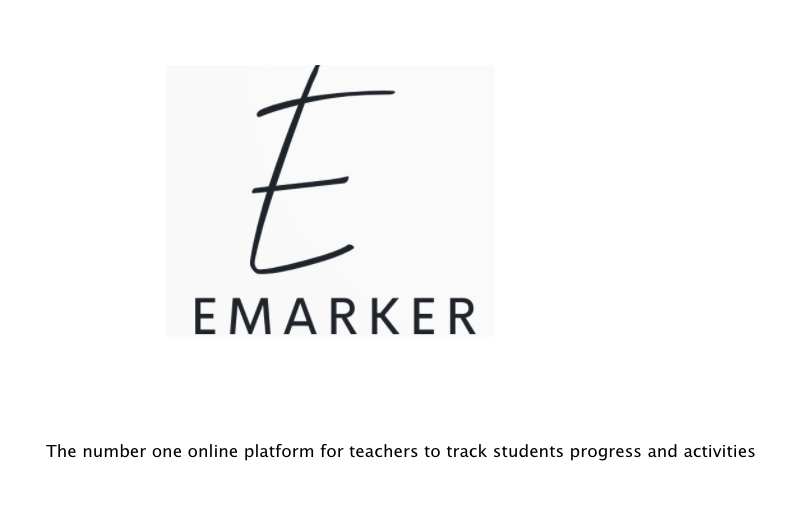 E
EMARKER
The number one online platform for teachers to track students progress and activities